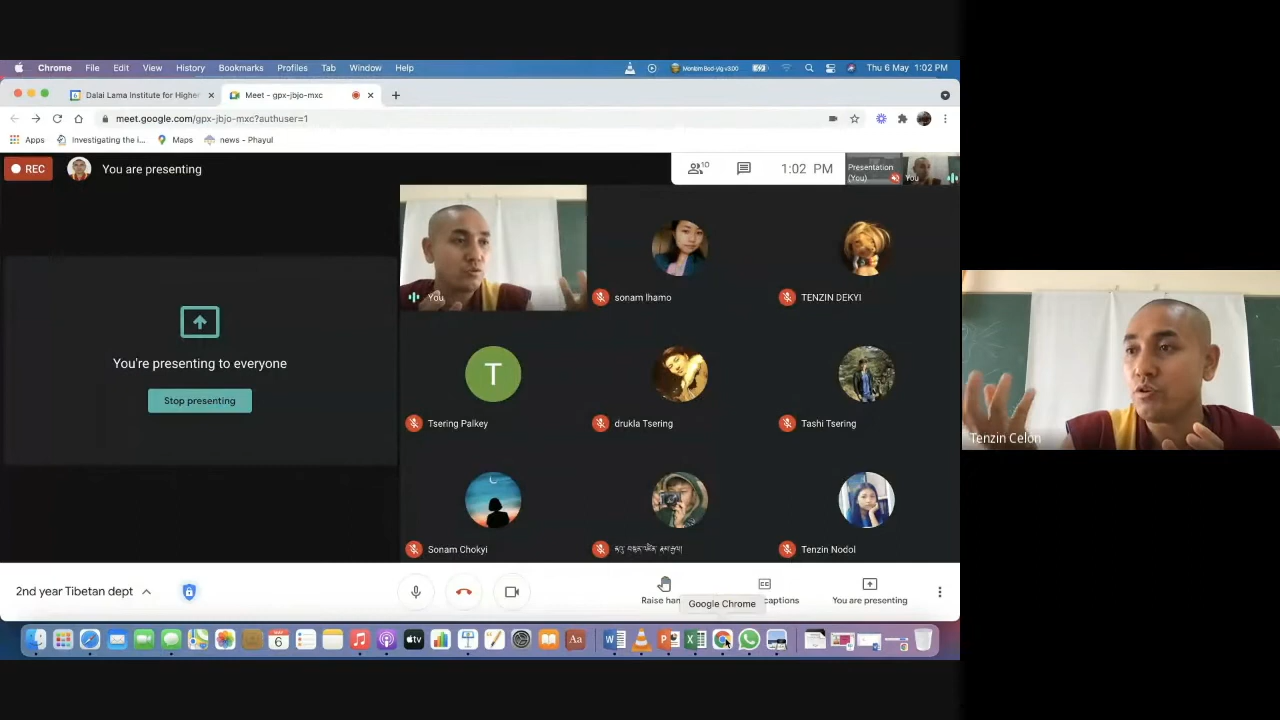 Chrome File Edit View History Bookmarks Profiles Tab Window Help Thu 6 May 1:02 PM
Dalai Lama Institute for Higher Meet - gpx-jbjo-mxc
meet.google.com/gpx-jbjo-mxc?authuser=1
Apps Investigating the i... Maps news - Phayul
REC You are presenting 10 1:02 PM Presentation (You) You
You
sonam lhamo
TENZIN DEKYI
You're presenting to everyone
Stop presenting
T
Tsering Palkey
drukla Tsering
Tashi Tsering
Tenzin Celon
Sonam Chokyi
Tenzin Nodol
2nd year Tibetan dept
Raise han
captions
You are presenting
Google Chrome